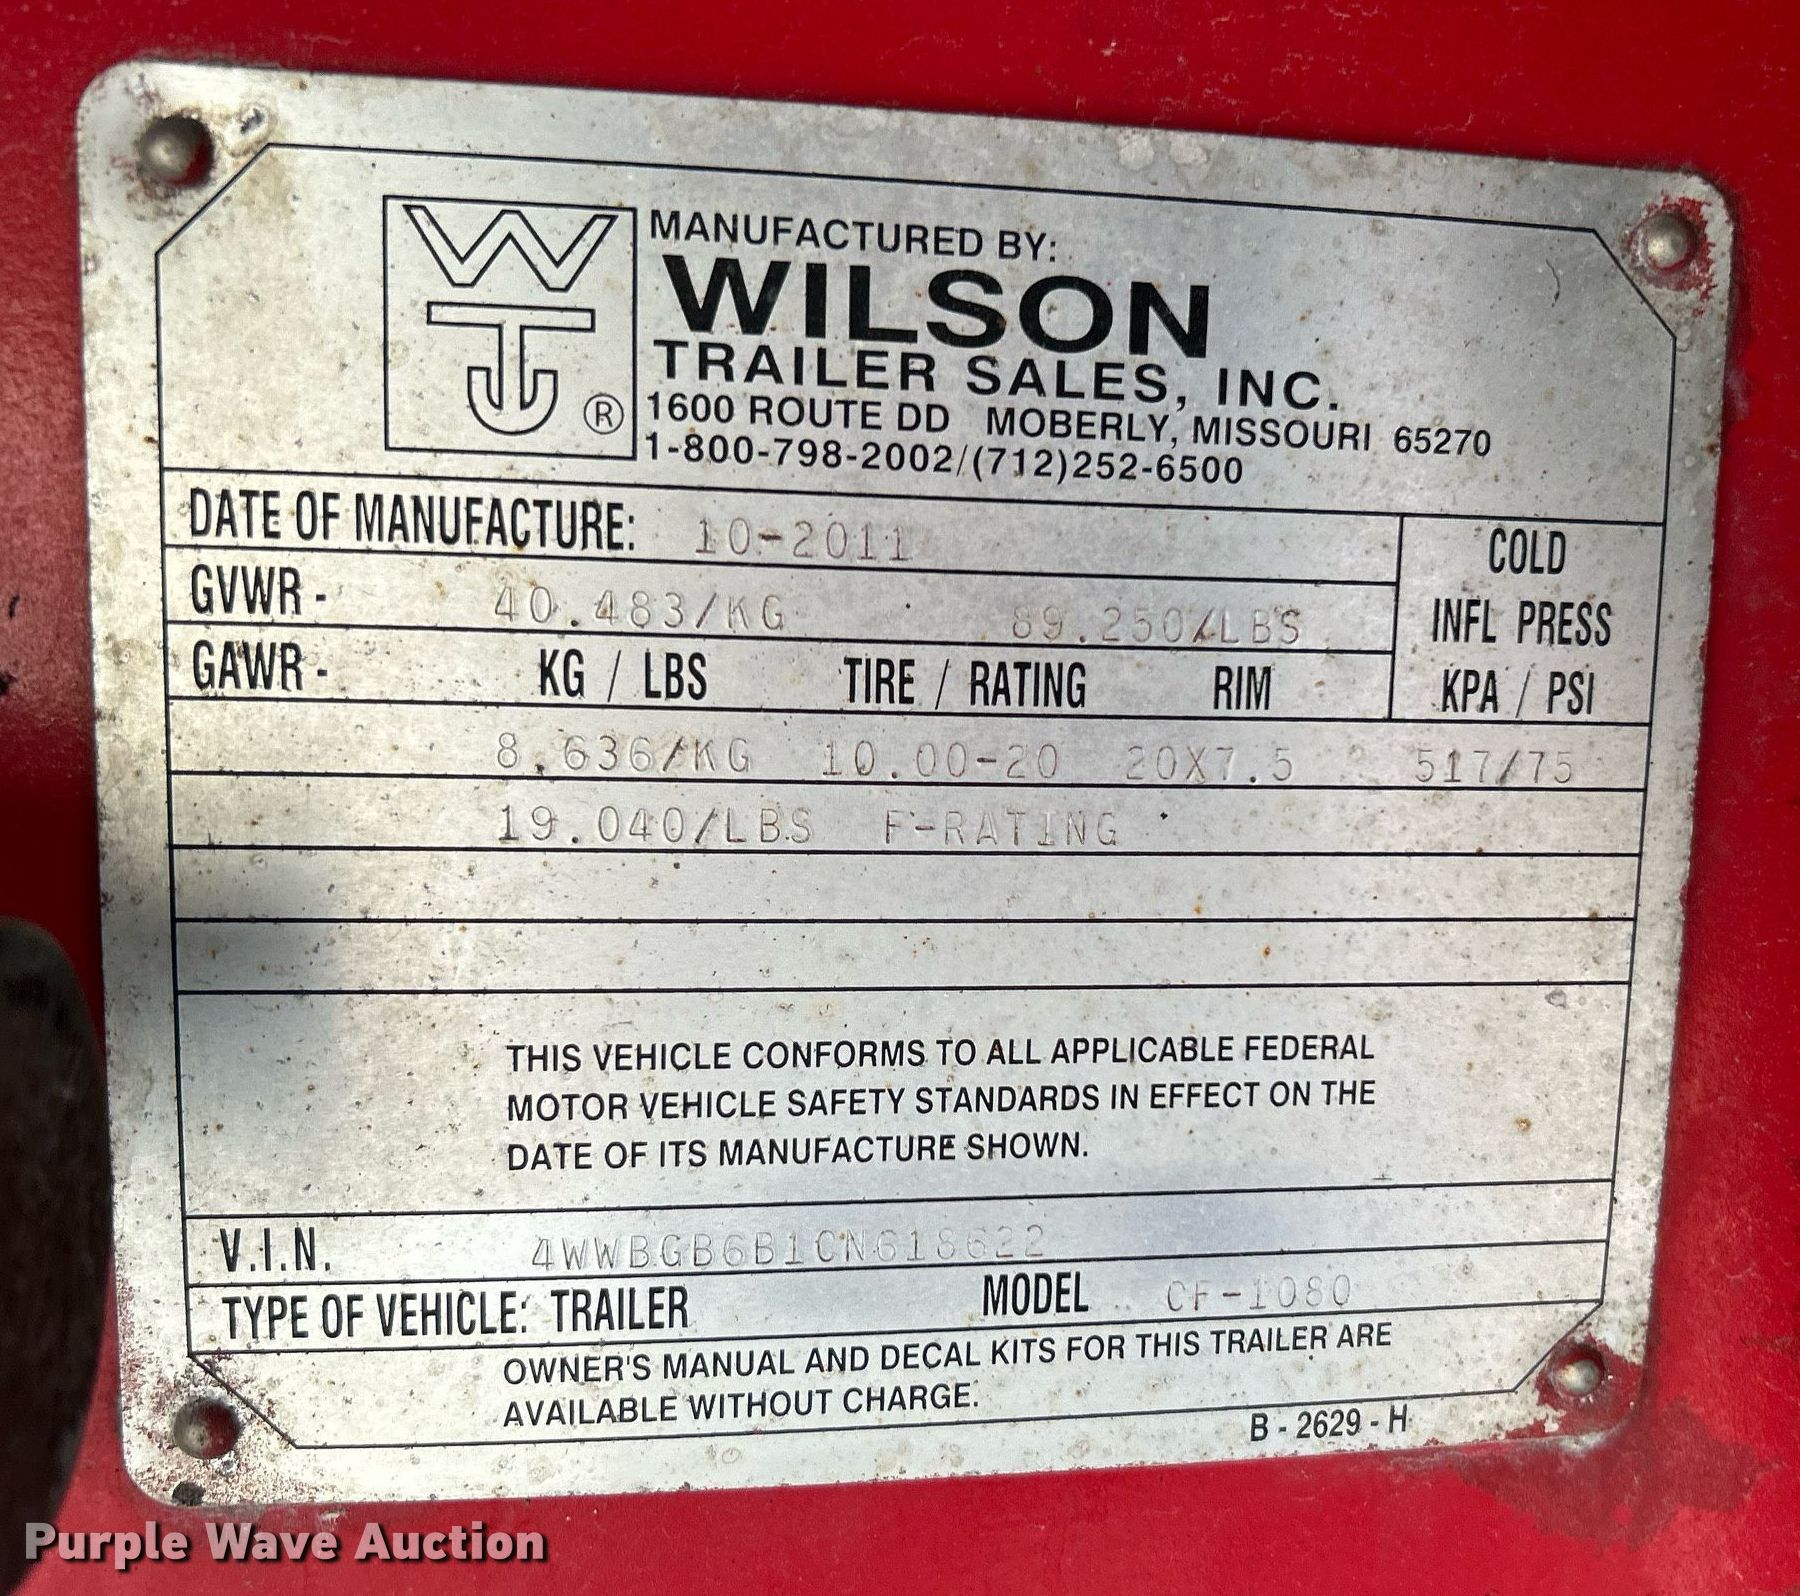 WTJ ®
MANUFACTURED BY:
WILSON
TRAILER SALES, INC.
1600 ROUTE DD MOBERLY, MISSOURI 65270
1-800-798-2002/(712)252-6500
DATE OF MANUFACTURE: 10-2011
COLD
INFL PRESS
KPA / PSI
GVWR - 40.483/KG 89.250/LBS
GAWR - KG / LBS TIRE / RATING RIM
8.636/KG 10.00-20 20X7.5 517/75
19.040/LBS F-RATING
THIS VEHICLE CONFORMS TO ALL APPLICABLE FEDERAL
MOTOR VEHICLE SAFETY STANDARDS IN EFFECT ON THE
DATE OF ITS MANUFACTURE SHOWN.
V.I.N. 4WWBGB6B1CN618622
TYPE OF VEHICLE: TRAILER MODEL CF-1080
OWNER'S MANUAL AND DECAL KITS FOR THIS TRAILER ARE
AVAILABLE WITHOUT CHARGE.
B - 2629 - H
Purple Wave Auction